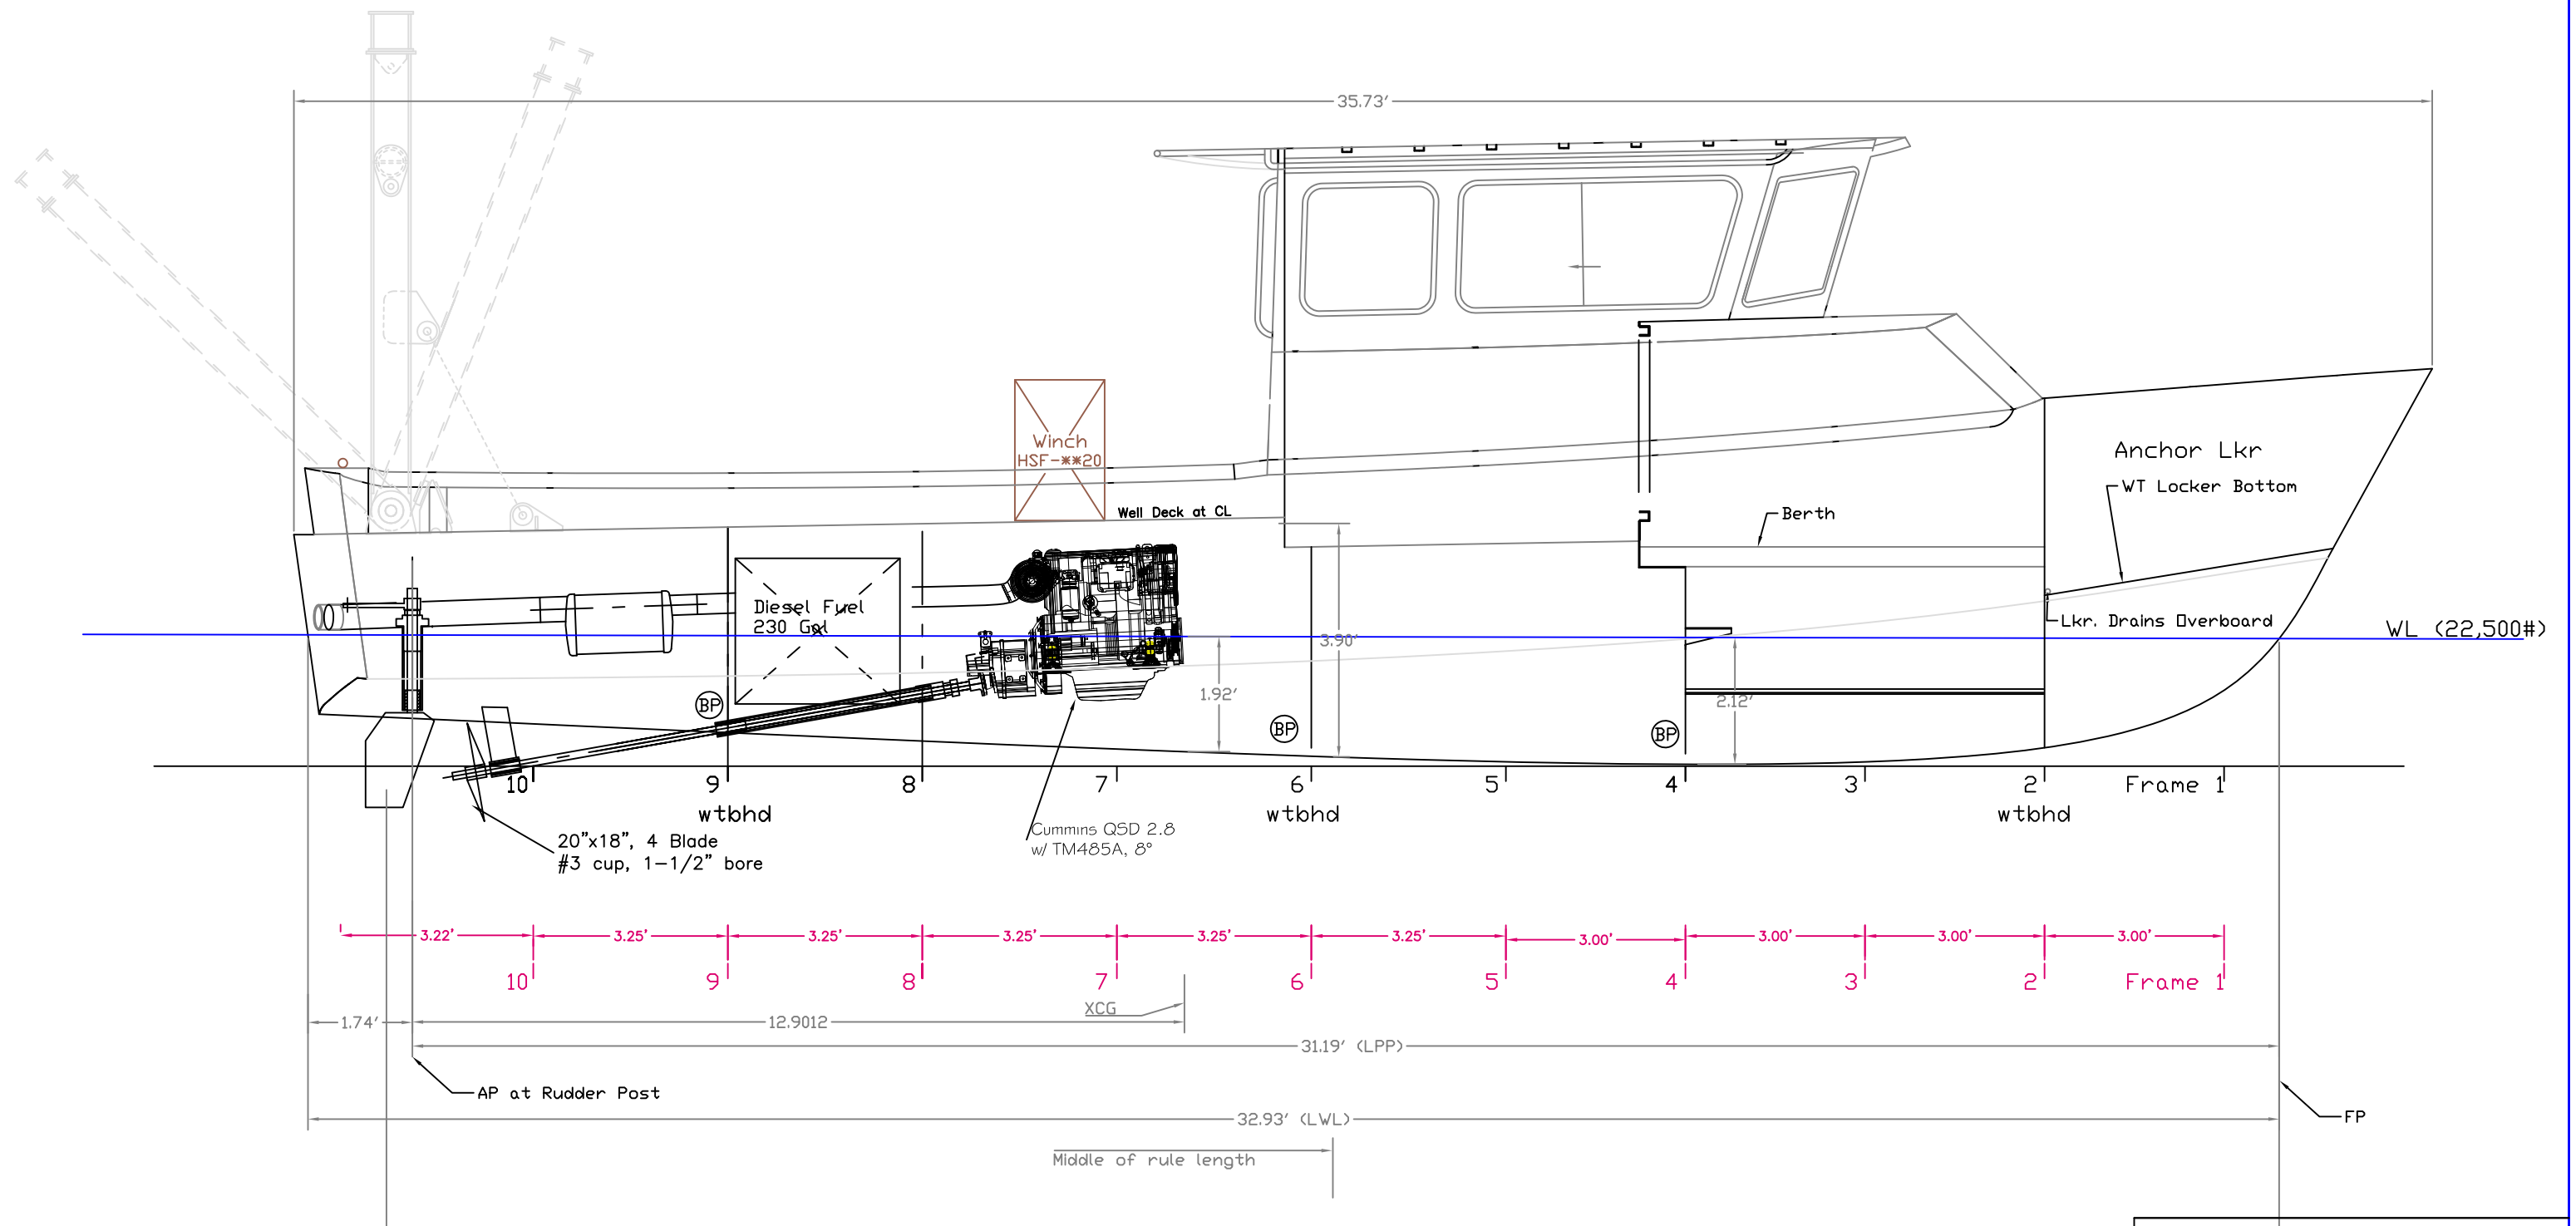 35.73'
Winch
HSF-**20
Well Deck at CL
Anchor Lkr
WT Locker Bottom
Berth
Diesel Fuel
230 Gal
Lkr. Drains Overboard
WL (22,500#)
3.90'
1.92'
2.12'
BP
BP
BP
10
9
8
7
6
5
4
3
2
Frame 1
wtbhd
wtbhd
wtbhd
20"x18", 4 Blade
#3 cup, 1-1/2" bore
Cummins QSD 2.8
w/ TM485A, 8°
3.22'
3.25'
3.25'
3.25'
3.25'
3.25'
3.00'
3.00'
3.00'
3.00'
10
9
8
7
6
5
4
3
2
Frame 1
XCG
1.74'
12.9012
31.19' (LPP)
AP at Rudder Post
32.93' (LWL)
FP
Middle of rule length